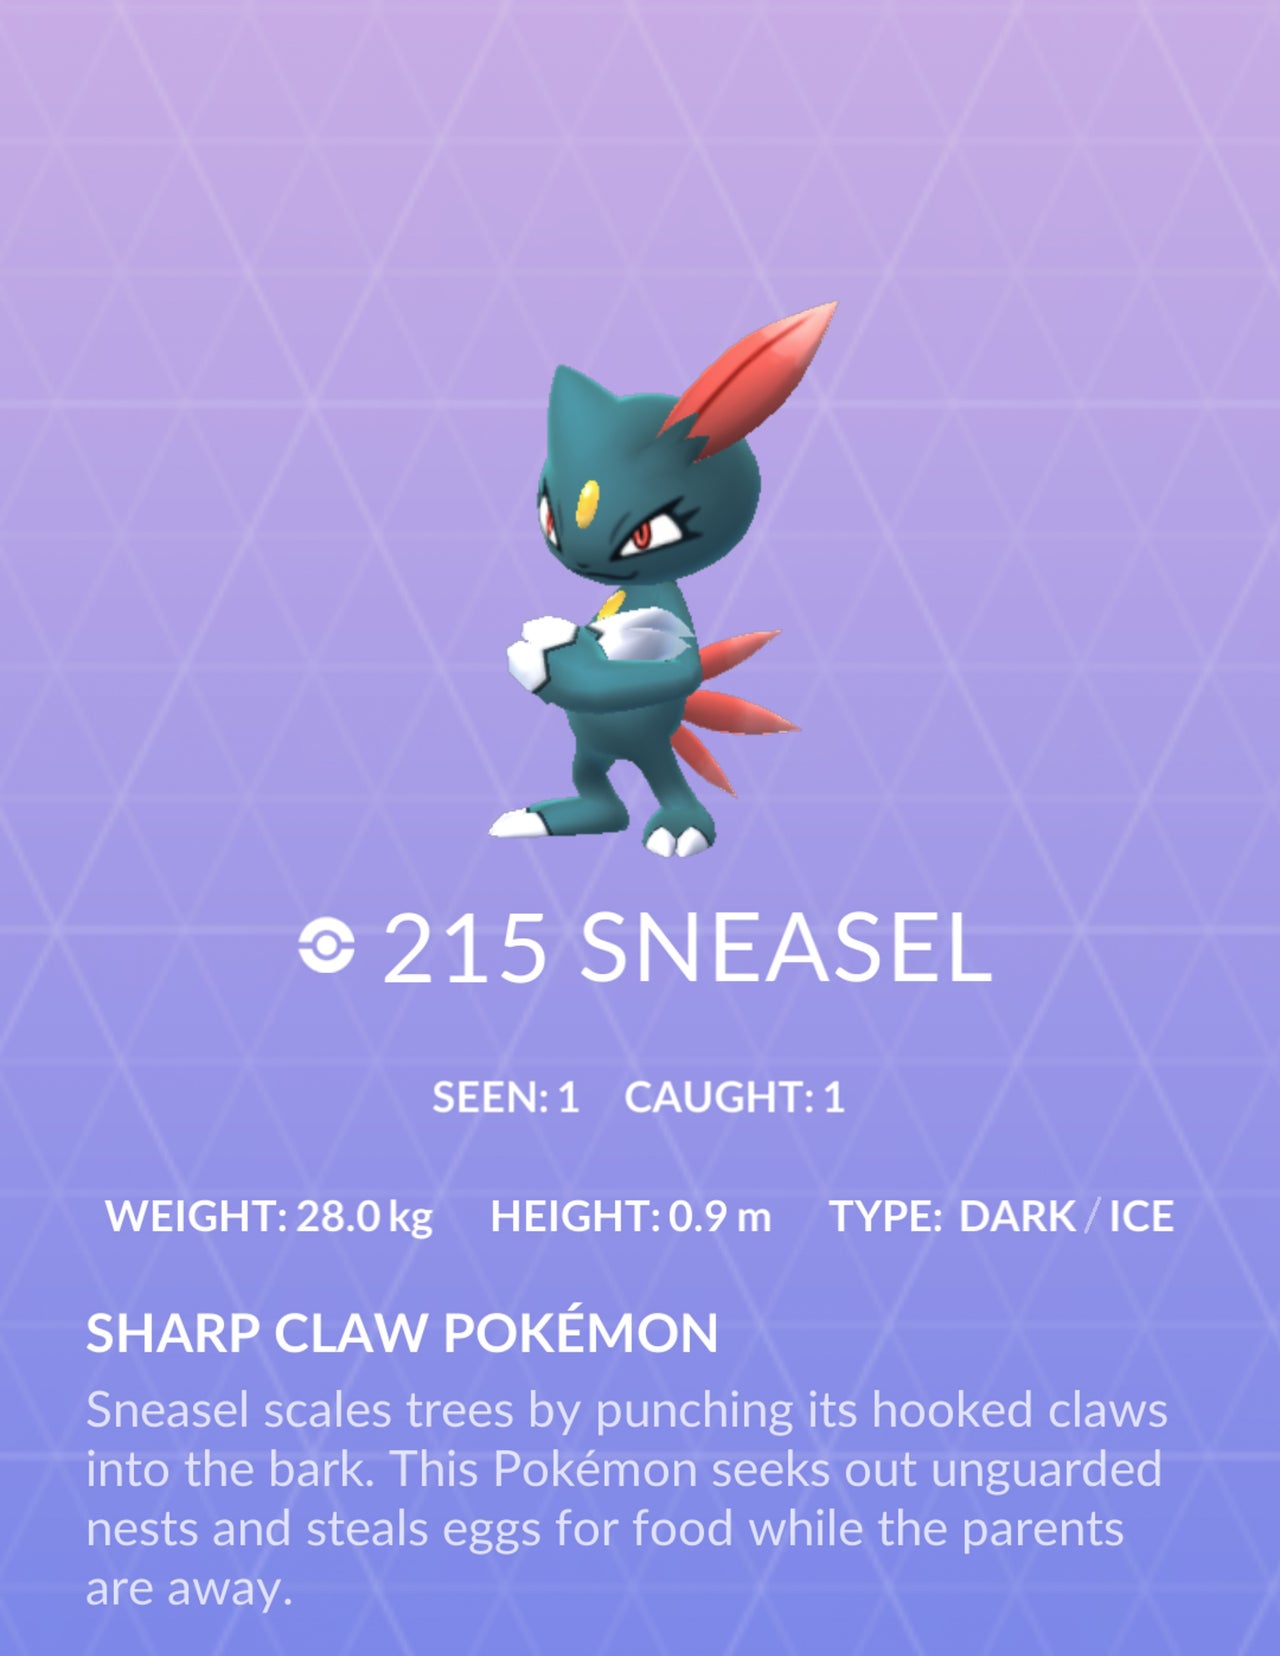 215 SNEASEL
SEEN: 1 CAUGHT: 1
WEIGHT: 28.0 kg HEIGHT: 0.9 m TYPE: DARK / ICE
SHARP CLAW POKÉMON
Sneasel scales trees by punching its hooked claws
into the bark. This Pokémon seeks out unguarded
nests and steals eggs for food while the parents
are away.